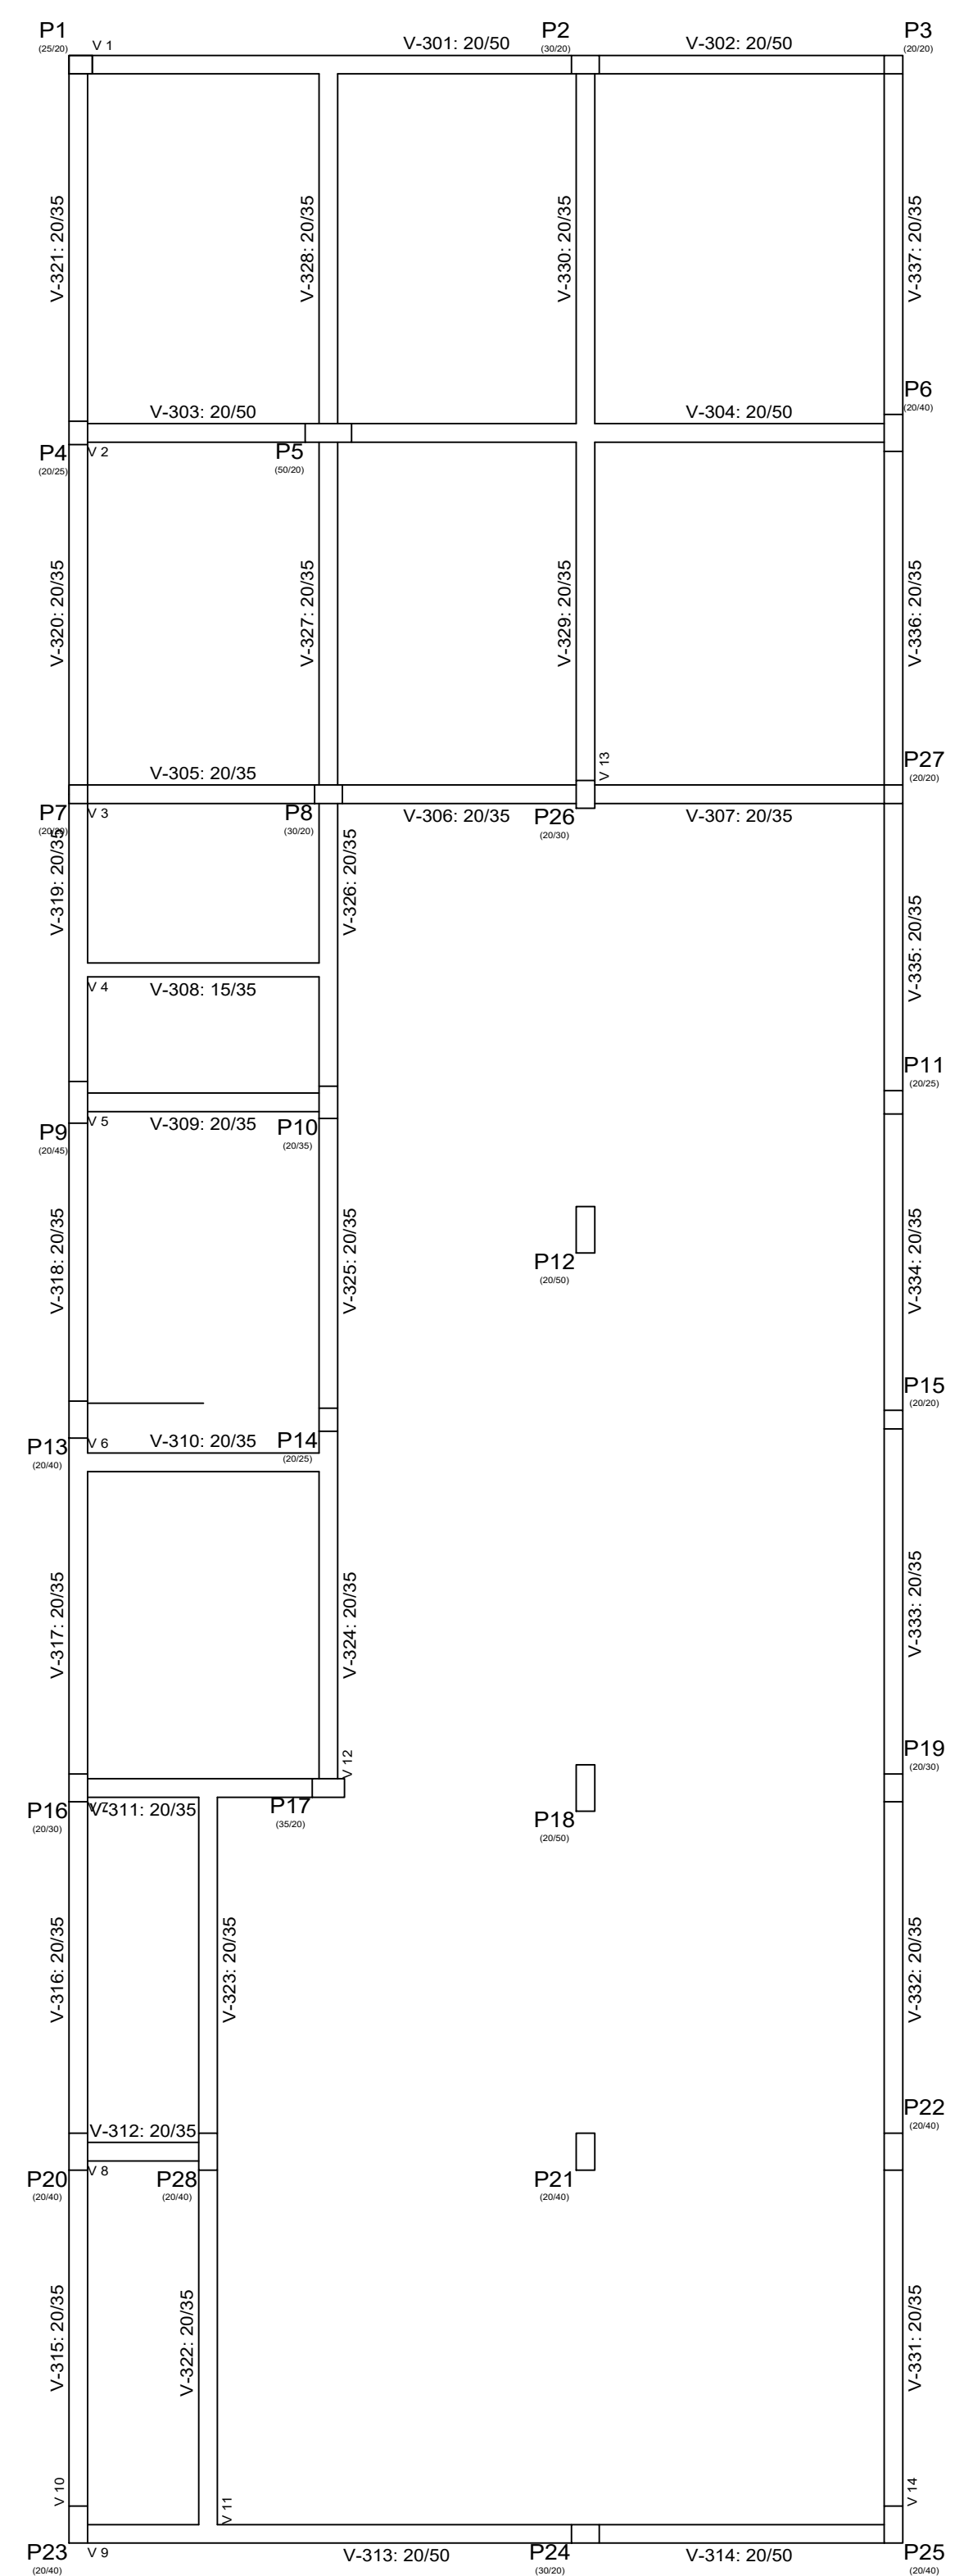 P1
(25/20)
V 1
V-301: 20/50
P2
(30/20)
V-302: 20/50
P3
(20/20)
V-321: 20/35
V-328: 20/35
V-330: 20/35
V-337: 20/35
P6
(20/40)
V-303: 20/50
V-304: 20/50
P4
(20/25)
V 2
P5
(50/20)
V-320: 20/35
V-327: 20/35
V-329: 20/35
V-336: 20/35
V 13
P27
(20/20)
V-305: 20/35
P7
(20/20)
V 3
P8
(30/20)
V-306: 20/35
P26
(20/30)
V-307: 20/35
V-319: 20/35
V-326: 20/35
V-335: 20/35
V 4
V-308: 15/35
P11
(20/25)
V 5
V-309: 20/35
P9
(20/45)
P10
(20/35)
V-318: 20/35
V-325: 20/35
P12
(20/50)
V-334: 20/35
P15
(20/20)
P13
(20/40)
V 6
V-310: 20/35
P14
(20/25)
V-317: 20/35
V-324: 20/35
V-333: 20/35
V 12
P19
(20/30)
P16
(20/30)
V 7
V-311: 20/35
P17
(35/20)
P18
(20/50)
V-316: 20/35
V-323: 20/35
V-332: 20/35
P22
(20/40)
V-312: 20/35
P20
(20/40)
V 8
P28
(20/40)
P21
(20/40)
V-315: 20/35
V-322: 20/35
V-331: 20/35
V 10
V 11
V 14
P23
(20/40)
V 9
V-313: 20/50
P24
(30/20)
V-314: 20/50
P25
(20/40)